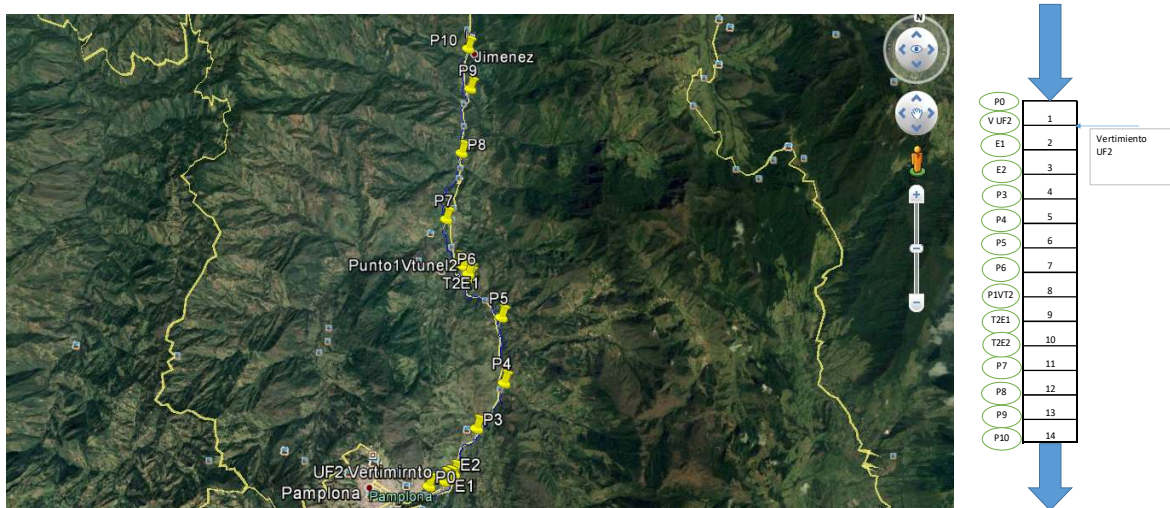 N
P10
Jimenez
P9
P8
P7
P6
Punto1Vtunel2
T2E1
P5
P4
P3
E2
UF2 Vertimirnto
P0
E1
Pamplona
Pamplona
P0
V UF2
1
E1
2
E2
3
P3
4
P4
5
P5
6
P6
7
P1VT2
8
T2E1
9
T2E2
10
P7
11
P8
12
P9
13
P10
14
Vertimiento
UF2